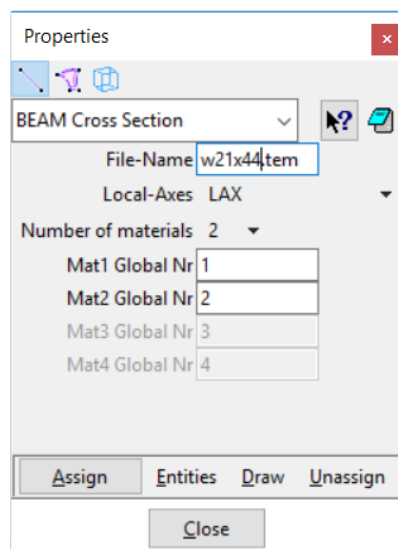 Properties
BEAM Cross Section
File-Name w21x44.tem
Local-Axes LAX
Number of materials 2
Mat1 Global Nr 1
Mat2 Global Nr 2
Mat3 Global Nr 3
Mat4 Global Nr 4
Assign Entities Draw Unassign
Close